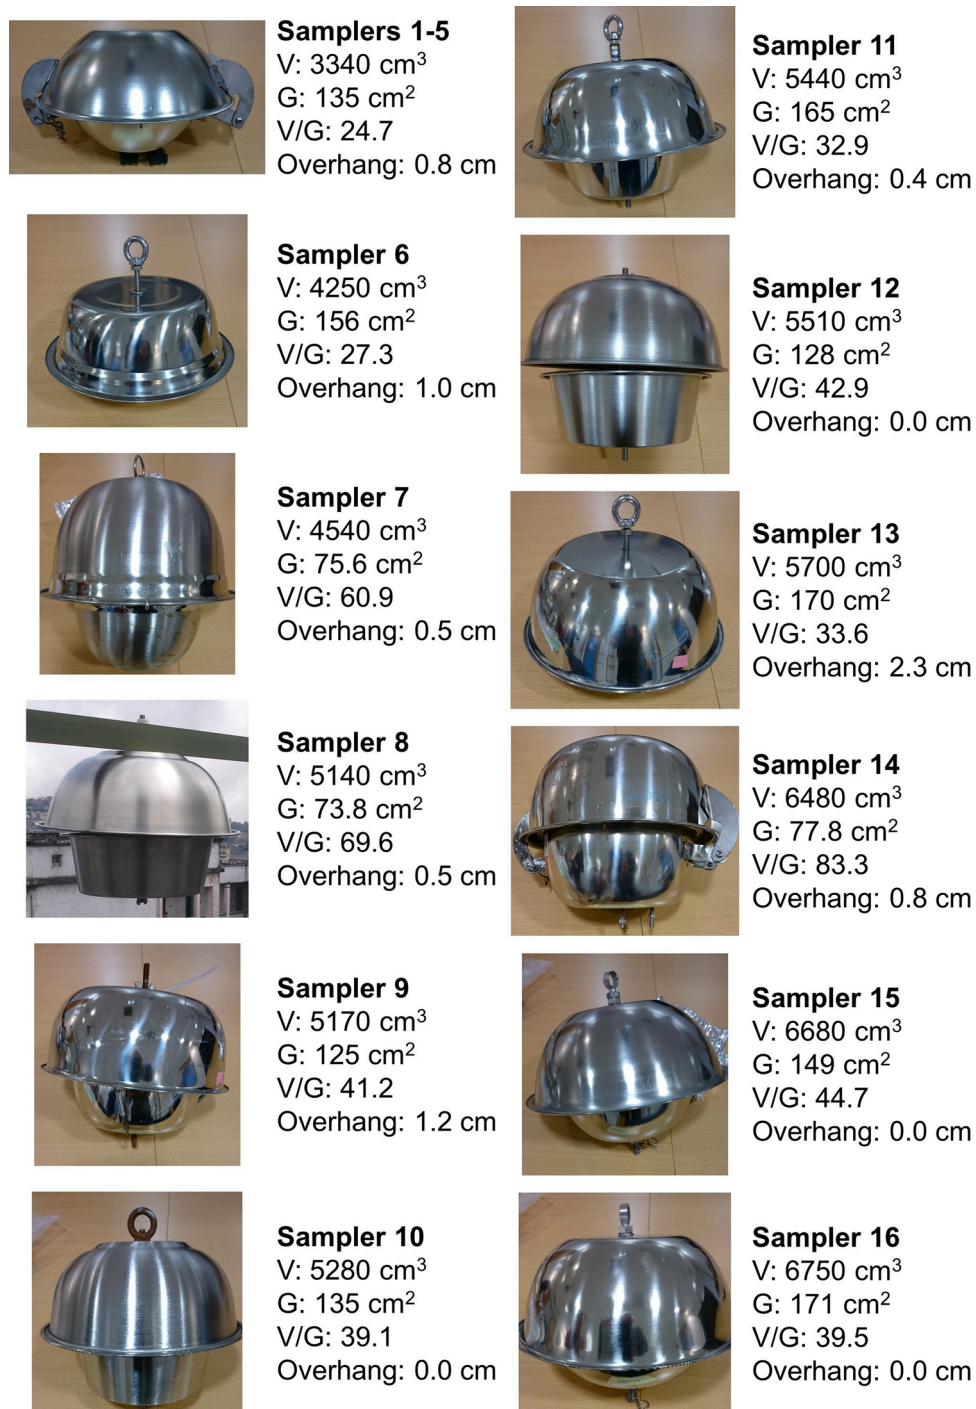 Samplers 1-5
V: 3340 cm³
G: 135 cm²
V/G: 24.7
Overhang: 0.8 cm
Sampler 6
V: 4250 cm³
G: 156 cm²
V/G: 27.3
Overhang: 1.0 cm
Sampler 7
V: 4540 cm³
G: 75.6 cm²
V/G: 60.9
Overhang: 0.5 cm
Sampler 8
V: 5140 cm³
G: 73.8 cm²
V/G: 69.6
Overhang: 0.5 cm
Sampler 9
V: 5170 cm³
G: 125 cm²
V/G: 41.2
Overhang: 1.2 cm
Sampler 10
V: 5280 cm³
G: 135 cm²
V/G: 39.1
Overhang: 0.0 cm
Sampler 11
V: 5440 cm³
G: 165 cm²
V/G: 32.9
Overhang: 0.4 cm
Sampler 12
V: 5510 cm³
G: 128 cm²
V/G: 42.9
Overhang: 0.0 cm
Sampler 13
V: 5700 cm³
G: 170 cm²
V/G: 33.6
Overhang: 2.3 cm
Sampler 14
V: 6480 cm³
G: 77.8 cm²
V/G: 83.3
Overhang: 0.8 cm
Sampler 15
V: 6680 cm³
G: 149 cm²
V/G: 44.7
Overhang: 0.0 cm
Sampler 16
V: 6750 cm³
G: 171 cm²
V/G: 39.5
Overhang: 0.0 cm